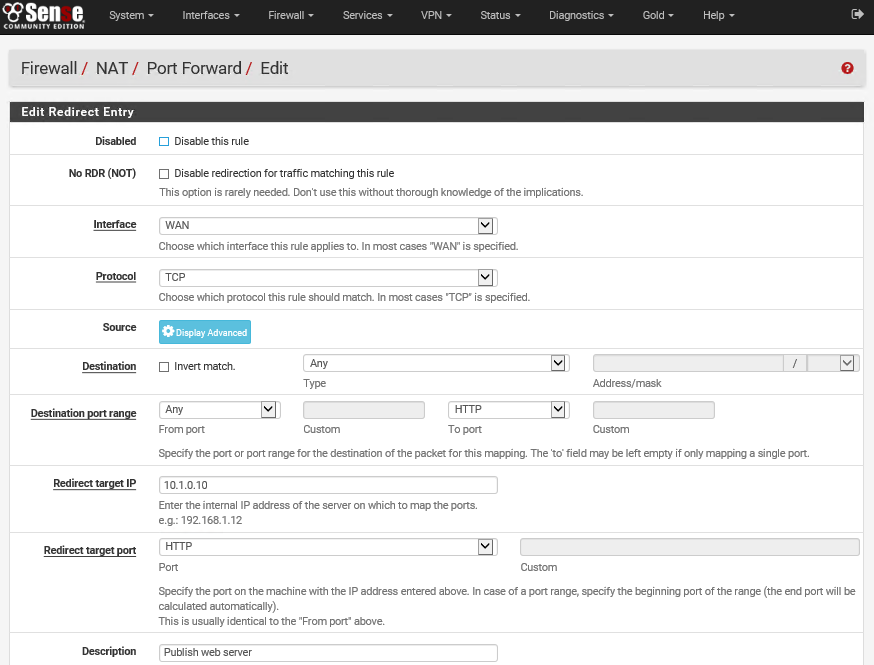 Sense
COMMUNITY EDITION
System Interfaces Firewall Services VPN Status Diagnostics Gold Help
Firewall / NAT / Port Forward / Edit
Edit Redirect Entry
Disabled Disable this rule
No RDR (NOT) Disable redirection for traffic matching this rule
This option is rarely needed. Don't use this without thorough knowledge of the implications.
Interface WAN
Choose which interface this rule applies to. In most cases "WAN" is specified.
Protocol TCP
Choose which protocol this rule should match. In most cases "TCP" is specified.
Source Display Advanced
Destination Invert match. Any /
Type Address/mask
Destination port range Any HTTP
From port Custom To port Custom
Specify the port or port range for the destination of the packet for this mapping. The 'to' field may be left empty if only mapping a single port.
Redirect target IP 10.1.0.10
Enter the internal IP address of the server on which to map the ports.
e.g.: 192.168.1.12
Redirect target port HTTP
Port Custom
Specify the port on the machine with the IP address entered above. In case of a port range, specify the beginning port of the range (the end port will be
calculated automatically).
This is usually identical to the "From port" above.
Description Publish web server